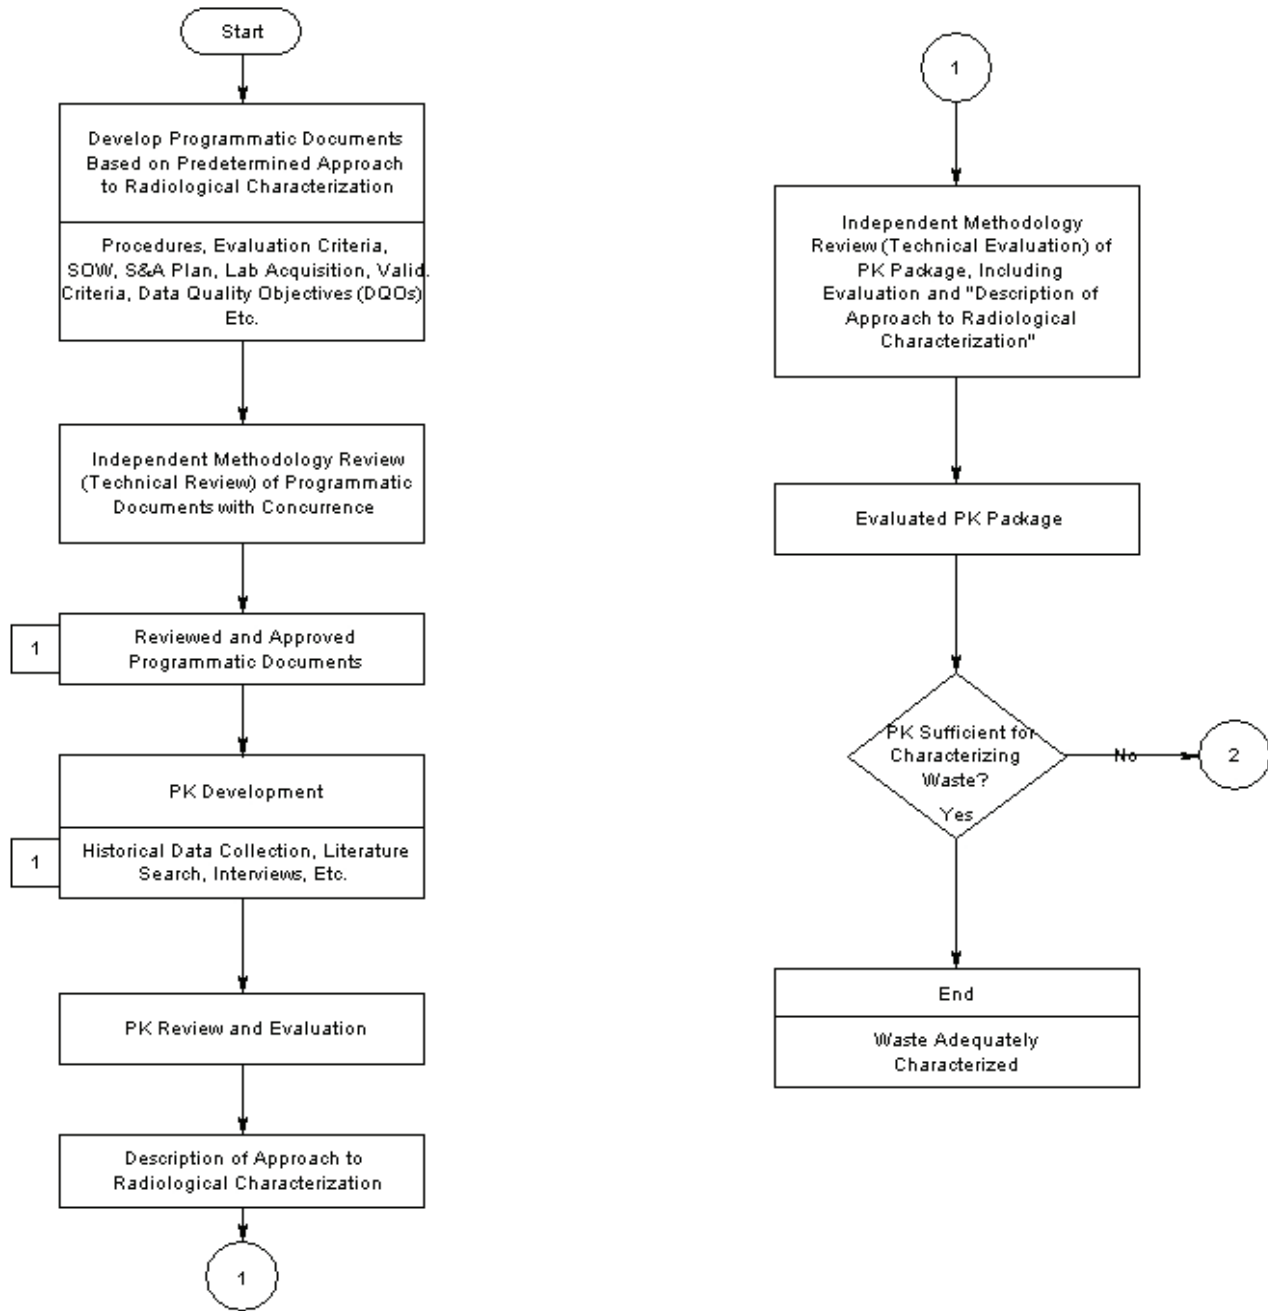 Start
Develop Programmatic Documents
Based on Predetermined Approach
to Radiological Characterization
Procedures, Evaluation Criteria,
SOW, S&A Plan, Lab Acquisition, Valid.
Criteria, Data Quality Objectives (DQOs)
Etc.
Independent Methodology Review
(Technical Review) of Programmatic
Documents with Concurrence
1
Reviewed and Approved
Programmatic Documents
PK Development
1
Historical Data Collection, Literature
Search, Interviews, Etc.
PK Review and Evaluation
Description of Approach to
Radiological Characterization
1
1
Independent Methodology
Review (Technical Evaluation) of
PK Package, Including
Evaluation and "Description of
Approach to Radiological
Characterization"
Evaluated PK Package
PK Sufficient for
Characterizing
Waste?
No
2
Yes
End
Waste Adequately
Characterized